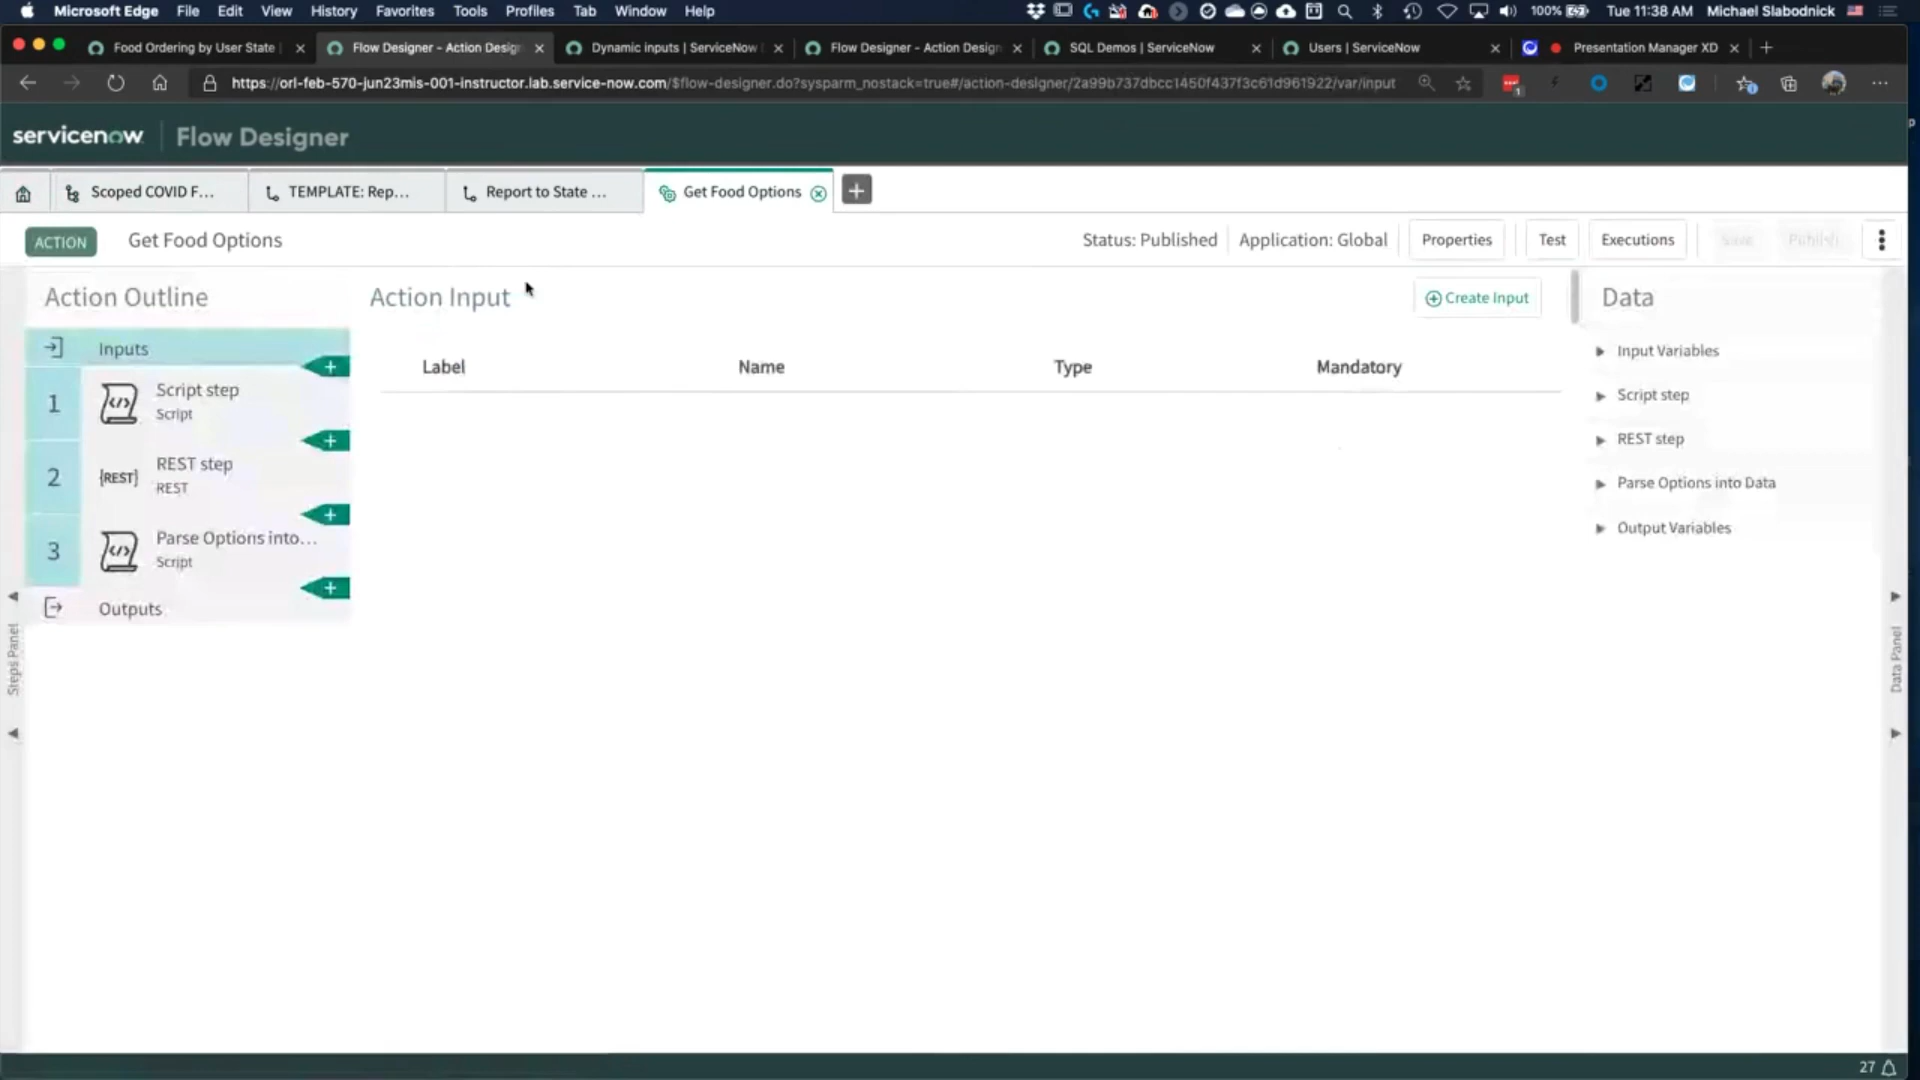 Microsoft Edge File Edit View History Favorites Tools Profiles Tab Window Help 100% Tue 11:38 AM Michael Slabodnick
Food Ordering by User State | Flow Designer - Action Desig Dynamic inputs | ServiceNow Flow Designer - Action Design SQL Demos | ServiceNow Users | ServiceNow Presentation Manager XD
https://orl-feb-570-jun23mis-001-instructor.lab.service-now.com/$flow-designer.do?sysparm_nostack=true#/action-designer/2a99b737dbcc1450f437f3c61d961922/var/input
servicenow Flow Designer
Scoped COVID F... TEMPLATE: Rep... Report to State ... Get Food Options
ACTION Get Food Options Status: Published Application: Global Properties Test Executions Save Publish
Action Outline Action Input Create Input Data
Inputs
Label Name Type Mandatory
1 Script step
Script
2 REST step
{REST} REST
3 Parse Options into...
Script
Outputs
Input Variables
Script step
REST step
Parse Options into Data
Output Variables
Steps Panel
Data Panel
27